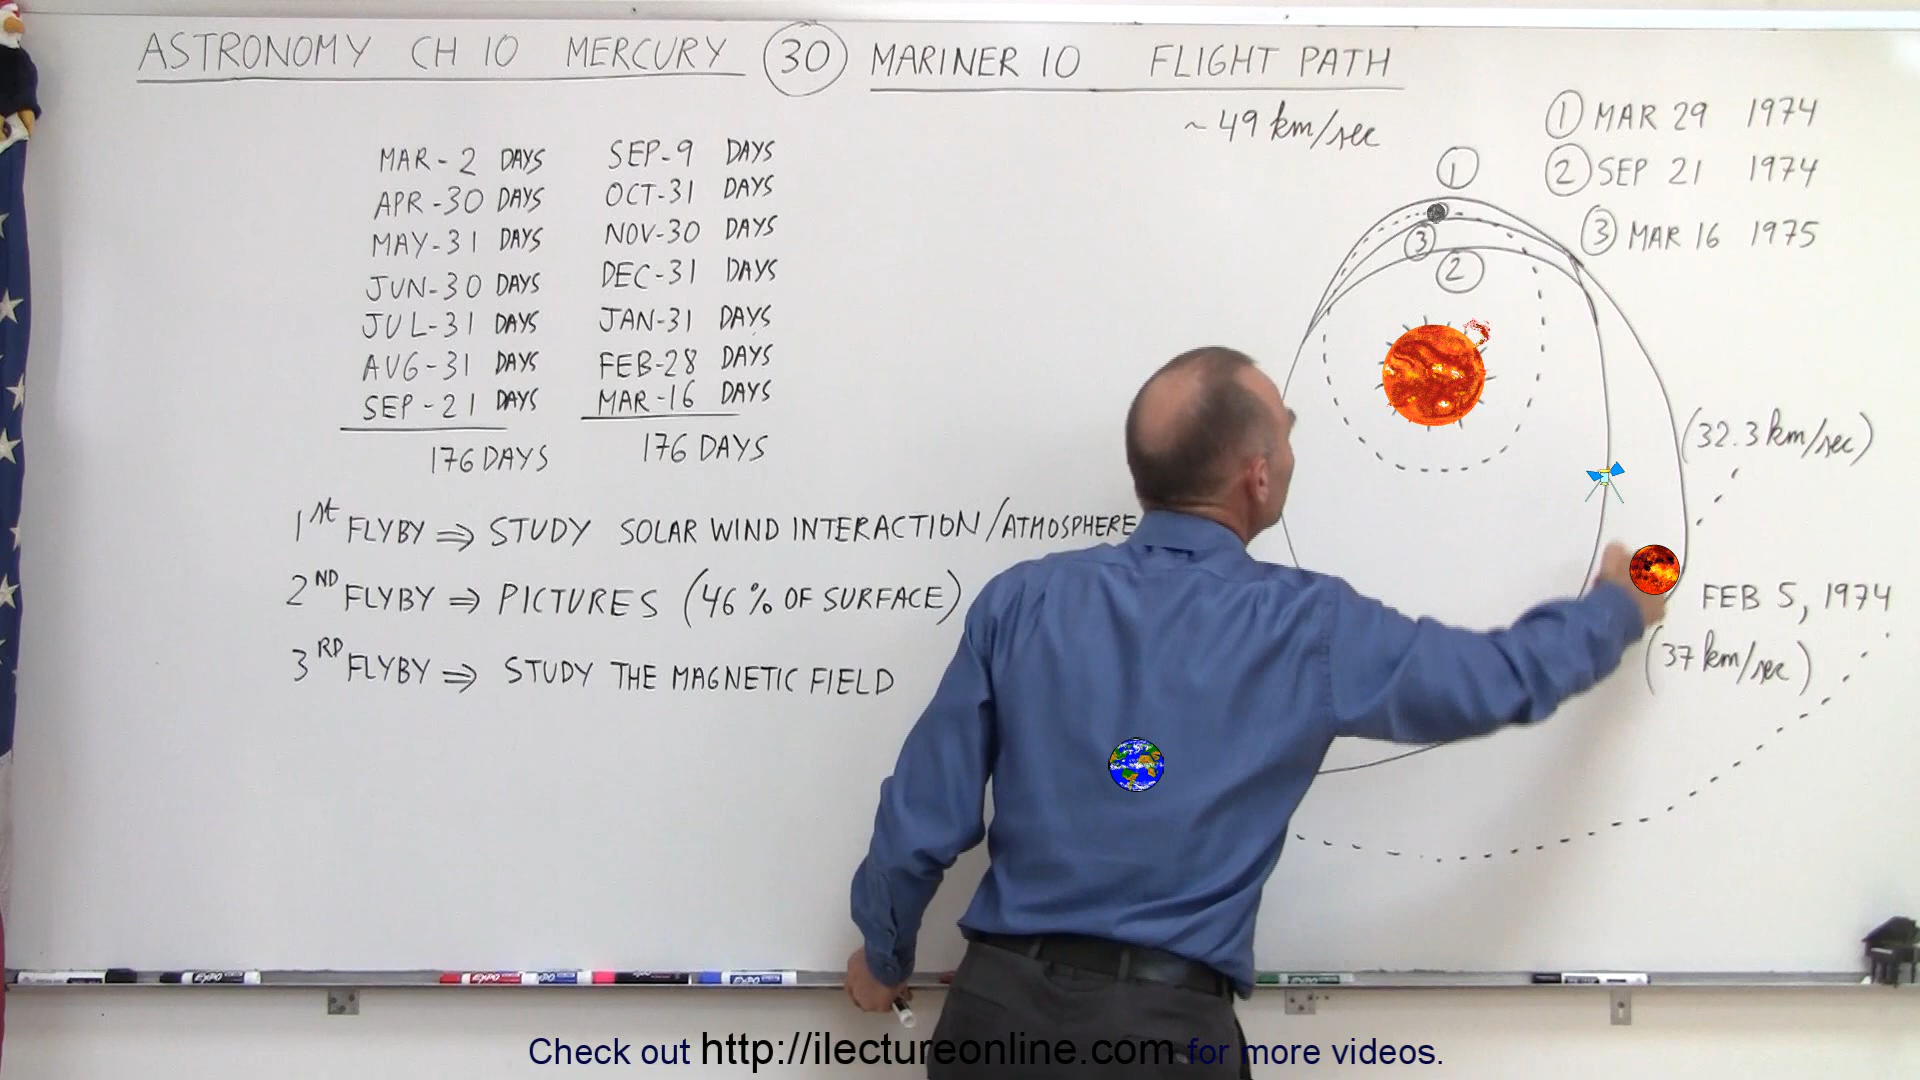 ASTRONOMY CH 10 MERCURY 30 MARINER 10 FLIGHT PATH
~ 49 km/sec
1 MAR 29 1974
2 SEP 21 1974
3 MAR 16 1975
MAR - 2 DAYS
APR - 30 DAYS
MAY - 31 DAYS
JUN - 30 DAYS
JUL - 31 DAYS
AUG - 31 DAYS
SEP - 21 DAYS
176 DAYS
SEP - 9 DAYS
OCT - 31 DAYS
NOV - 30 DAYS
DEC - 31 DAYS
JAN - 31 DAYS
FEB - 28 DAYS
MAR - 16 DAYS
176 DAYS
1
3
2
(32.3 km/sec)
FEB 5, 1974
(37 km/sec)
1st FLYBY ⇒ STUDY SOLAR WIND INTERACTION/ATMOSPHERE
2ND FLYBY ⇒ PICTURES (46 % OF SURFACE)
3RD FLYBY ⇒ STUDY THE MAGNETIC FIELD
Check out http://ilectureonline.com for more videos.